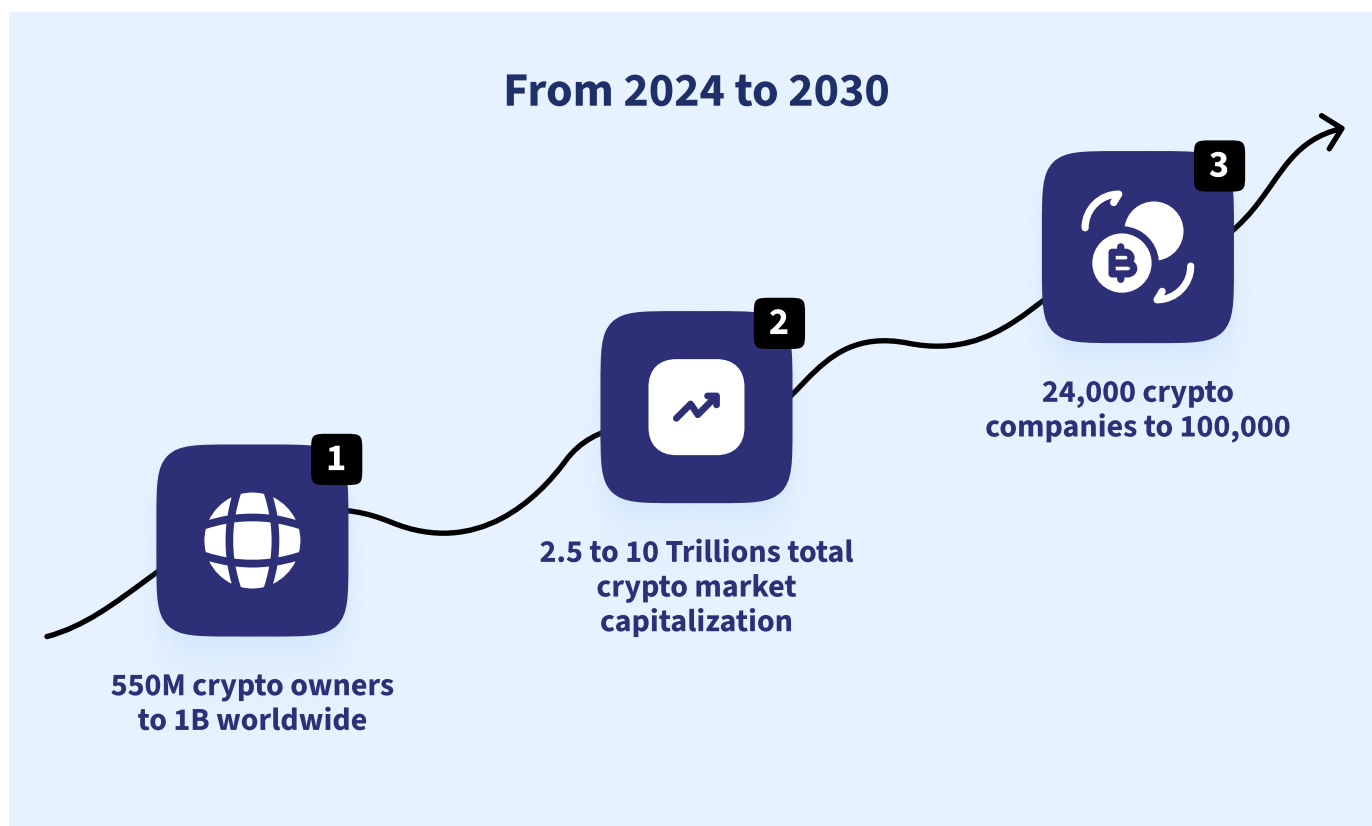 From 2024 to 2030
1
550M crypto owners
to 1B worldwide
2
2.5 to 10 Trillions total
crypto market
capitalization
3
24,000 crypto
companies to 100,000